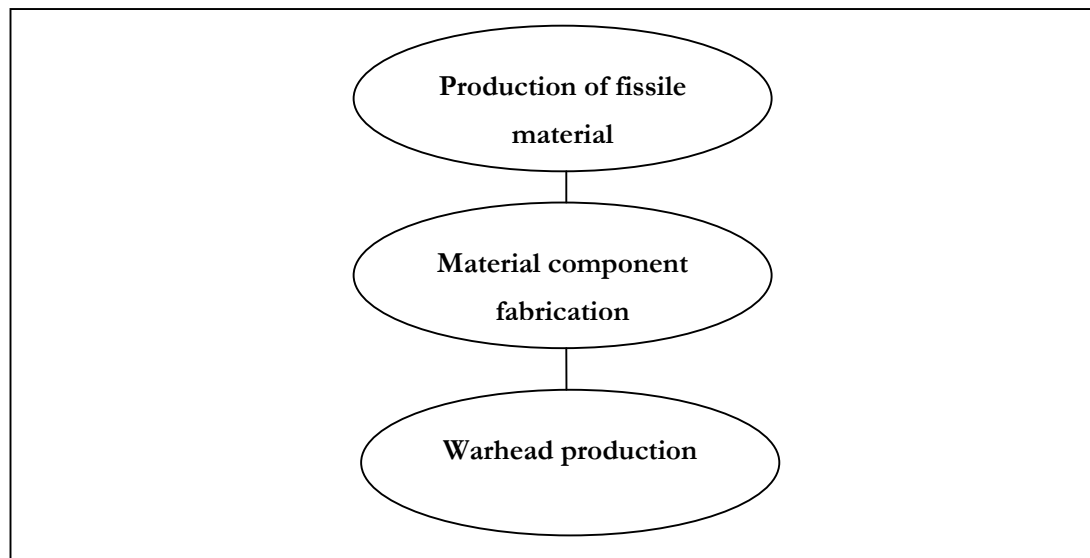 Production of fissile
material
Material component
fabrication
Warhead production